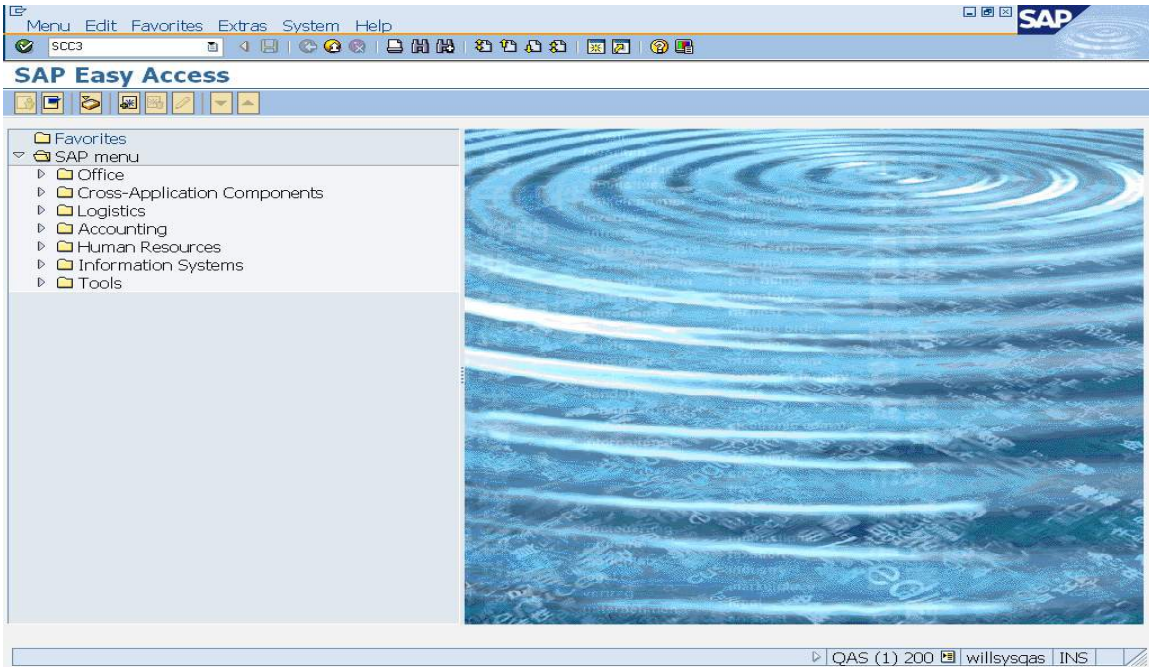 Menu Edit Favorites Extras System Help
SAP
SCC3
SAP Easy Access
Favorites
SAP menu
Office
Cross-Application Components
Logistics
Accounting
Human Resources
Information Systems
Tools
QAS (1) 200 willsysqas INS